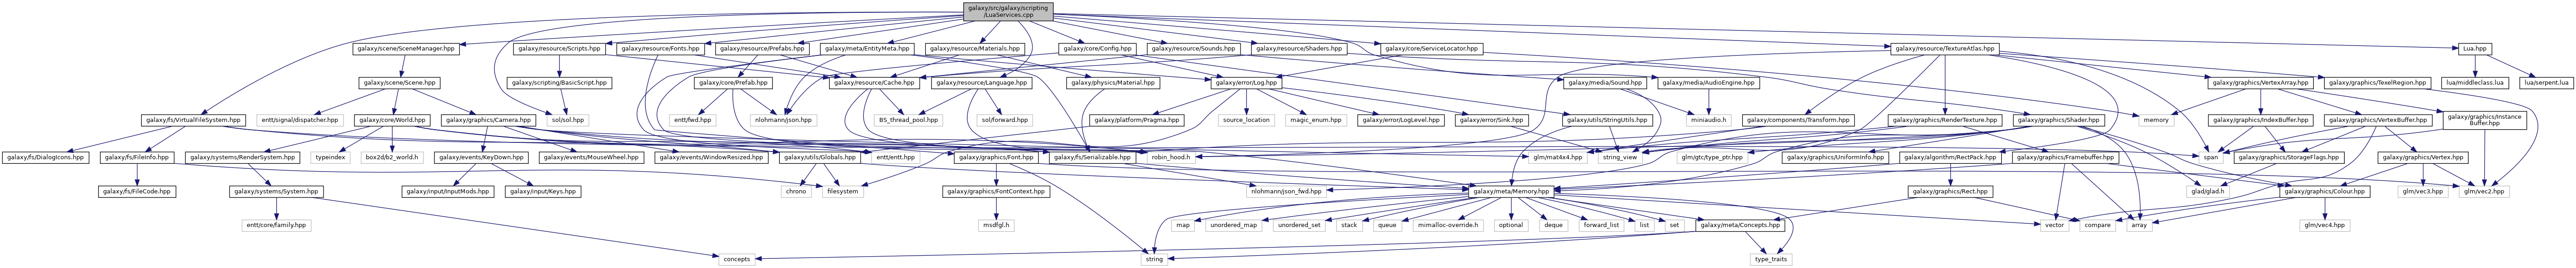 galaxy/src/galaxy/scripting
/LuaServices.cpp
galaxy/scene/SceneManager.hpp
galaxy/resource/Scripts.hpp
galaxy/resource/Fonts.hpp
galaxy/resource/Prefabs.hpp
galaxy/meta/EntityMeta.hpp
galaxy/resource/Materials.hpp
galaxy/core/Config.hpp
galaxy/resource/Sounds.hpp
galaxy/resource/Shaders.hpp
galaxy/core/ServiceLocator.hpp
galaxy/resource/TextureAtlas.hpp
Lua.hpp
galaxy/scene/Scene.hpp
galaxy/scripting/BasicScript.hpp
galaxy/core/Prefab.hpp
galaxy/resource/Cache.hpp
galaxy/resource/Language.hpp
galaxy/physics/Material.hpp
galaxy/error/Log.hpp
galaxy/media/Sound.hpp
galaxy/media/AudioEngine.hpp
galaxy/graphics/VertexArray.hpp
galaxy/graphics/TexelRegion.hpp
lua/middleclass.lua
lua/serpent.lua
galaxy/fs/VirtualFileSystem.hpp
entt/signal/dispatcher.hpp
galaxy/core/World.hpp
galaxy/graphics/Camera.hpp
sol/sol.hpp
entt/fwd.hpp
nlohmann/json.hpp
BS_thread_pool.hpp
sol/forward.hpp
galaxy/platform/Pragma.hpp
source_location
magic_enum.hpp
galaxy/error/LogLevel.hpp
galaxy/error/Sink.hpp
galaxy/utils/StringUtils.hpp
miniaudio.h
galaxy/components/Transform.hpp
galaxy/graphics/RenderTexture.hpp
galaxy/graphics/Shader.hpp
memory
galaxy/graphics/IndexBuffer.hpp
galaxy/graphics/VertexBuffer.hpp
galaxy/graphics/Instance
Buffer.hpp
galaxy/fs/DialogIcons.hpp
galaxy/fs/FileInfo.hpp
galaxy/systems/RenderSystem.hpp
typeindex
box2d/b2_world.h
galaxy/events/KeyDown.hpp
galaxy/events/MouseWheel.hpp
galaxy/events/WindowResized.hpp
galaxy/utils/Globals.hpp
entt/entt.hpp
galaxy/graphics/Font.hpp
galaxy/fs/Serializable.hpp
robin_hood.h
glm/mat4x4.hpp
string_view
glm/gtc/type_ptr.hpp
galaxy/graphics/UniformInfo.hpp
galaxy/algorithm/RectPack.hpp
galaxy/graphics/Framebuffer.hpp
span
galaxy/graphics/StorageFlags.hpp
galaxy/graphics/Vertex.hpp
galaxy/fs/FileCode.hpp
galaxy/systems/System.hpp
galaxy/input/InputMods.hpp
galaxy/input/Keys.hpp
chrono
filesystem
galaxy/graphics/FontContext.hpp
nlohmann/json_fwd.hpp
galaxy/meta/Memory.hpp
galaxy/graphics/Rect.hpp
glad/glad.h
galaxy/graphics/Colour.hpp
glm/vec3.hpp
glm/vec2.hpp
entt/core/family.hpp
msdfgl.h
map
unordered_map
unordered_set
stack
queue
mimalloc-override.h
optional
deque
forward_list
list
set
galaxy/meta/Concepts.hpp
vector
compare
array
glm/vec4.hpp
concepts
string
type_traits